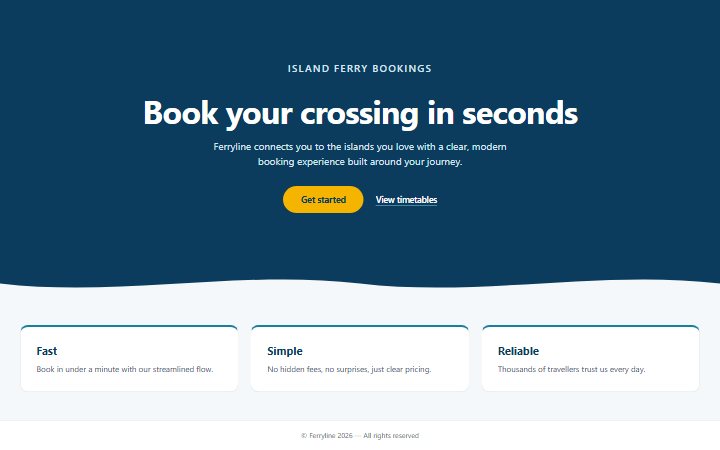 ISLAND FERRY BOOKINGS
Book your crossing in seconds
Ferryline connects you to the islands you love with a clear, modern
booking experience built around your journey.
Get started
View timetables
Fast
Book in under a minute with our streamlined flow.
Simple
No hidden fees, no surprises, just clear pricing.
Reliable
Thousands of travellers trust us every day.
© Ferryline 2026 — All rights reserved